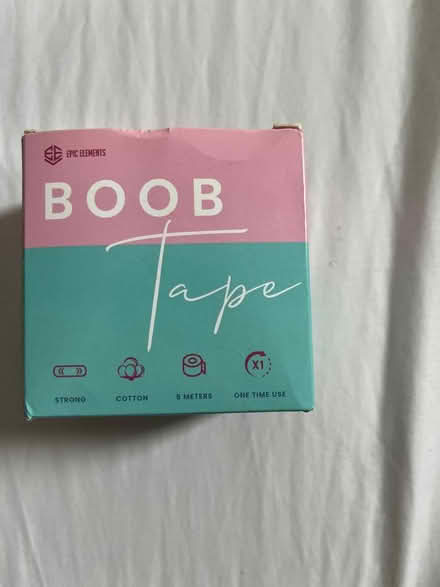 EPIC ELEMENTS
BOOB
Tape
X1
STRONG COTTON 5 METERS ONE TIME USE